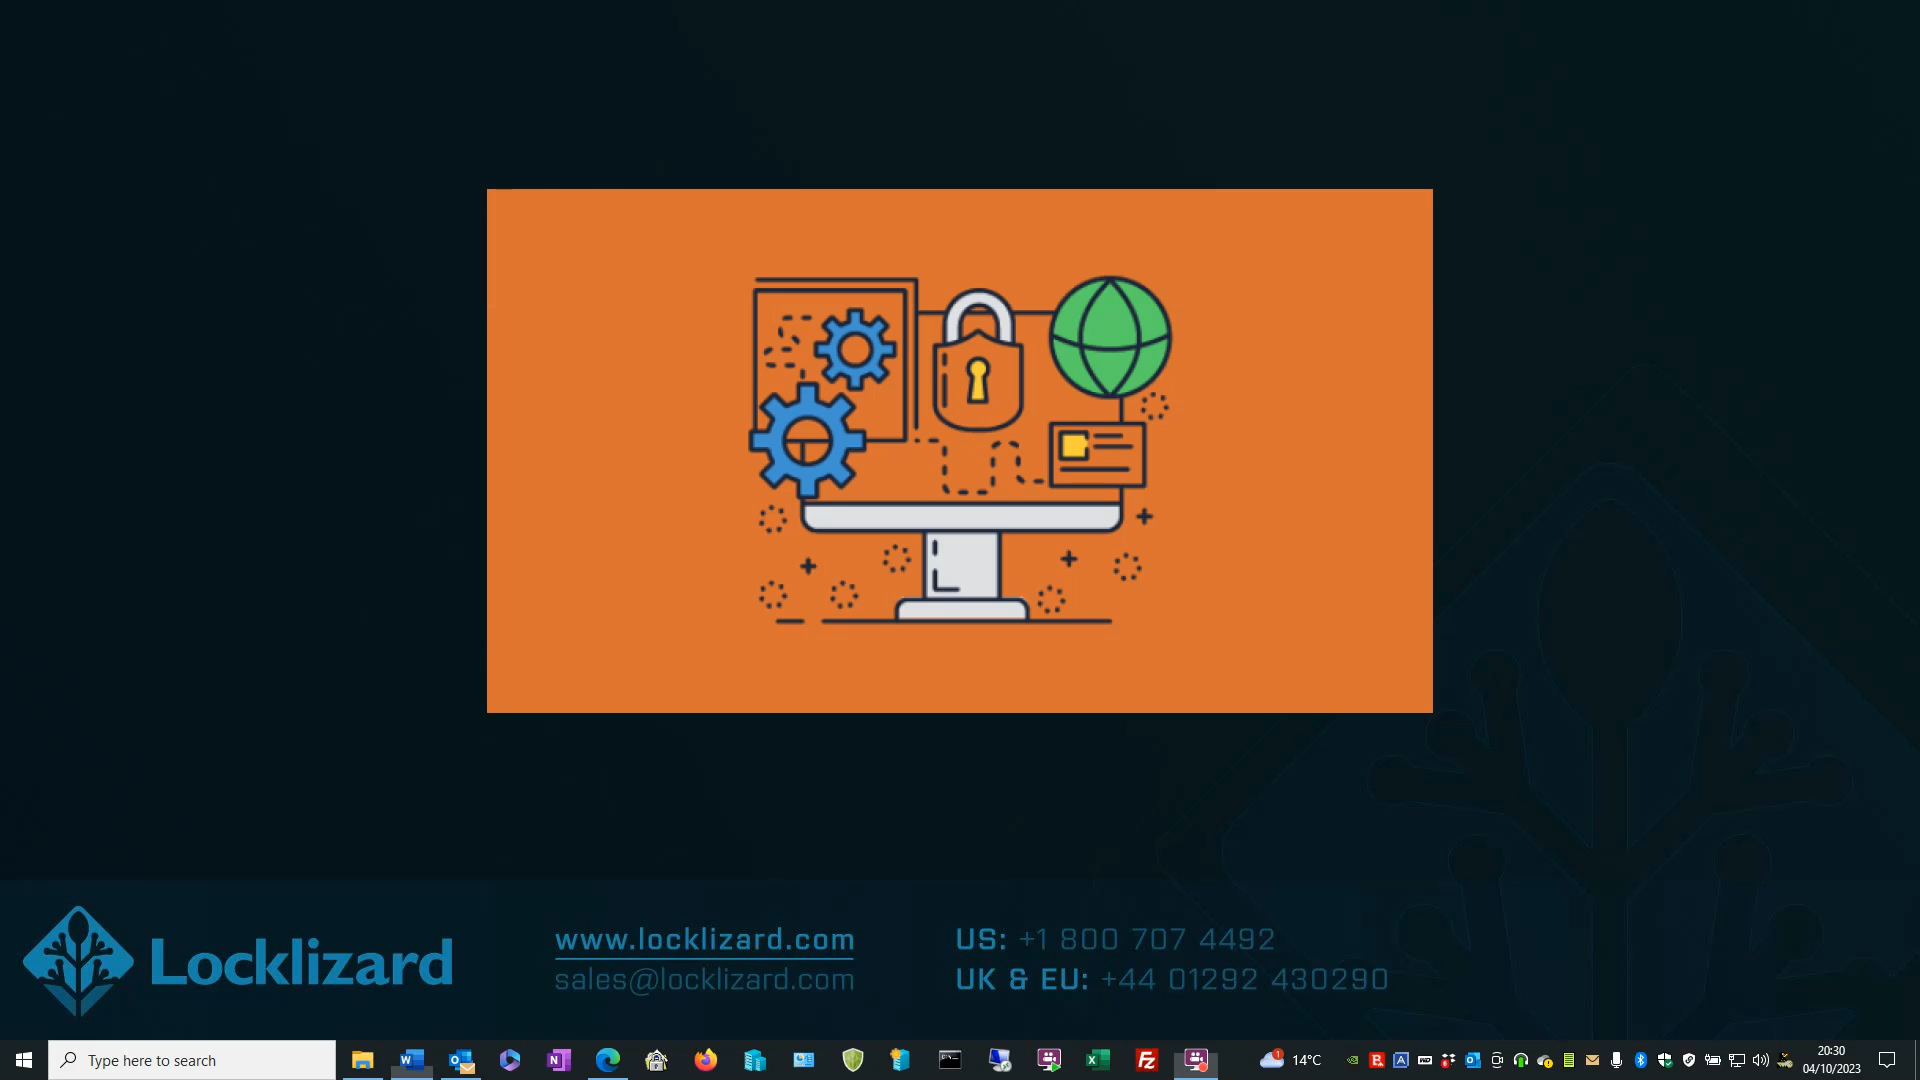 Locklizard
www.locklizard.com
sales@locklizard.com
US: +1 800 707 4492
UK & EU: +44 01292 430290
Type here to search
14°C
20:30
04/10/2023